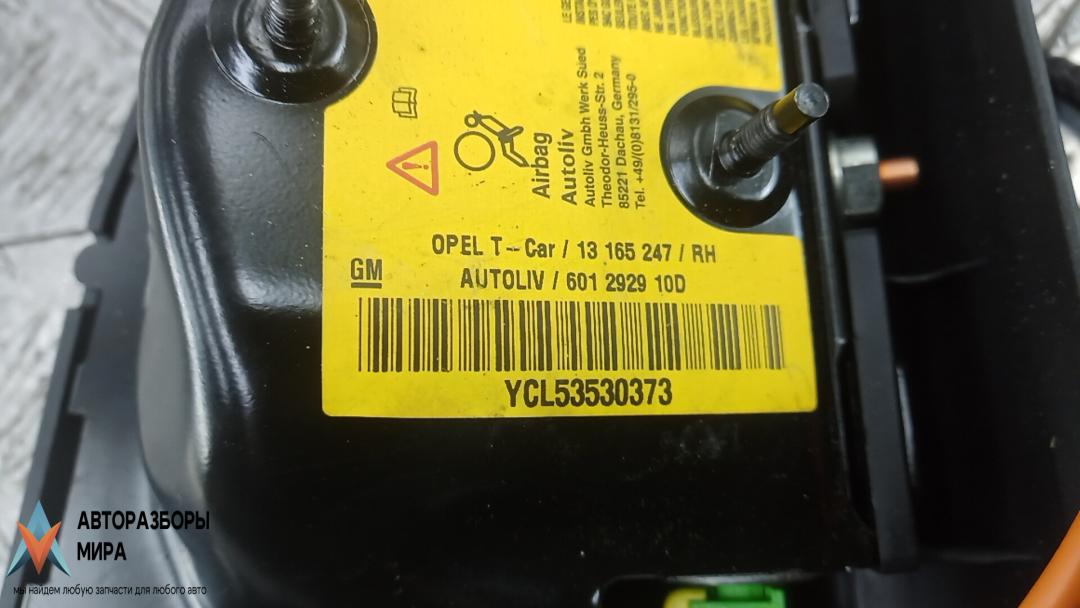 Airbag
Autoliv
Autoliv Gmbh Werk Sued
Theodor-Heuss-Str. 2
85221 Dachau, Germany
Tel. +49/(0)8131/295-0
OPEL T-Car / 13 165 247 / RH
GM
AUTOLIV / 601 2929 10D
YCL53530373
АВТОРАЗБОРЫ
МИРА
мы найдем любую запчасти для любого авто